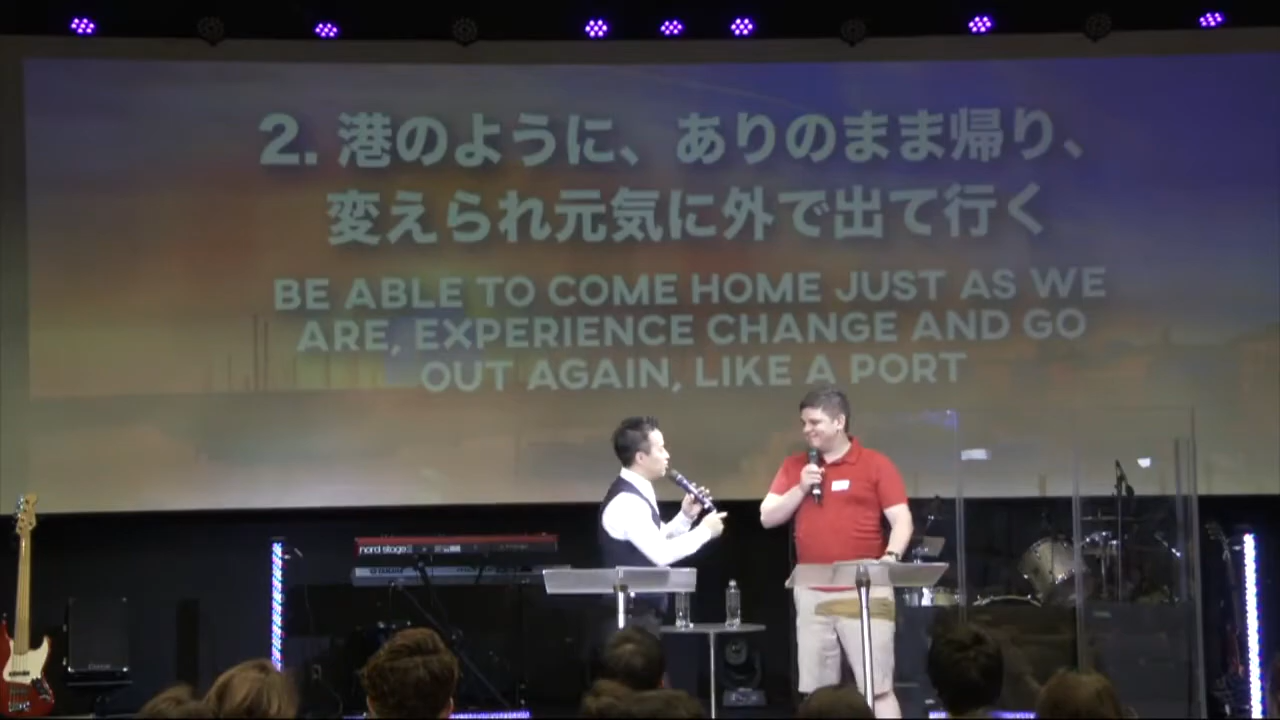 2. 港のように、ありのまま帰り、
変えられ元気に外で出て行く
BE ABLE TO COME HOME JUST AS WE
ARE, EXPERIENCE CHANGE AND GO
OUT AGAIN, LIKE A PORT
nord stage
YAMAHA